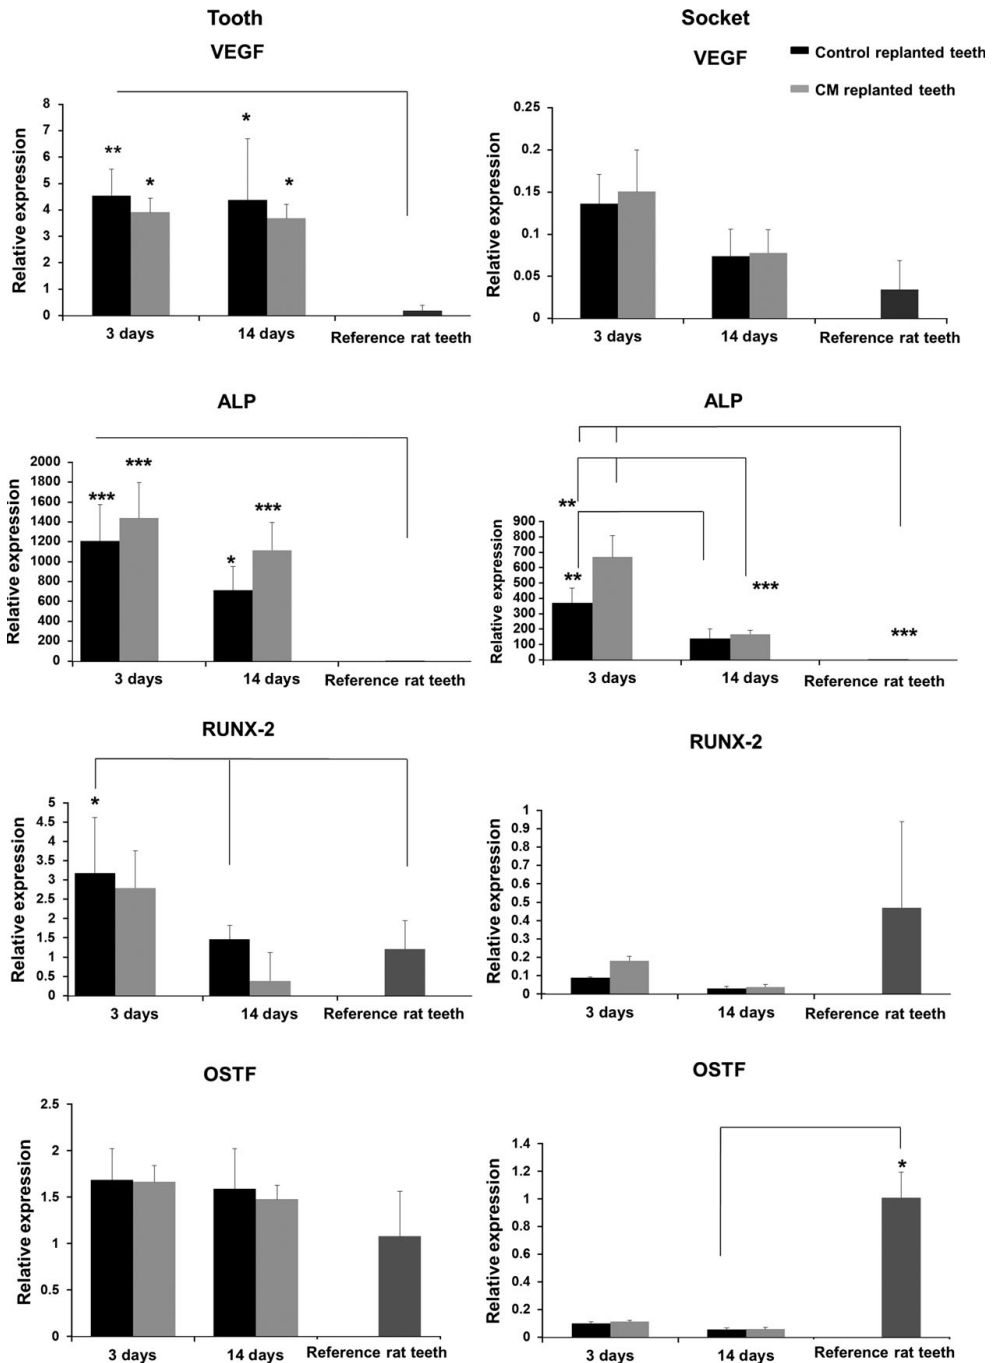 Tooth
VEGF
Relative expression
8
7
6
5
4
3
2
1
0
**
*
*
*
3 days
14 days
Reference rat teeth
Socket
VEGF
Control replanted teeth
CM replanted teeth
Relative expression
0.25
0.2
0.15
0.1
0.05
0
3 days
14 days
Reference rat teeth
ALP
Relative expression
2000
1800
1600
1400
1200
1000
800
600
400
200
0
***
***
*
***
3 days
14 days
Reference rat teeth
ALP
Relative expression
900
800
700
600
500
400
300
200
100
0
**
**
***
***
3 days
14 days
Reference rat teeth
RUNX-2
Relative expression
5
4.5
4
3.5
3
2.5
2
1.5
1
0.5
0
*
3 days
14 days
Reference rat teeth
RUNX-2
Relative expression
1
0.9
0.8
0.7
0.6
0.5
0.4
0.3
0.2
0.1
0
3 days
14 days
Reference rat teeth
OSTF
Relative expression
2.5
2
1.5
1
0.5
0
3 days
14 days
Reference rat teeth
OSTF
Relative expression
1.4
1.2
1
0.8
0.6
0.4
0.2
0
*
3 days
14 days
Reference rat teeth